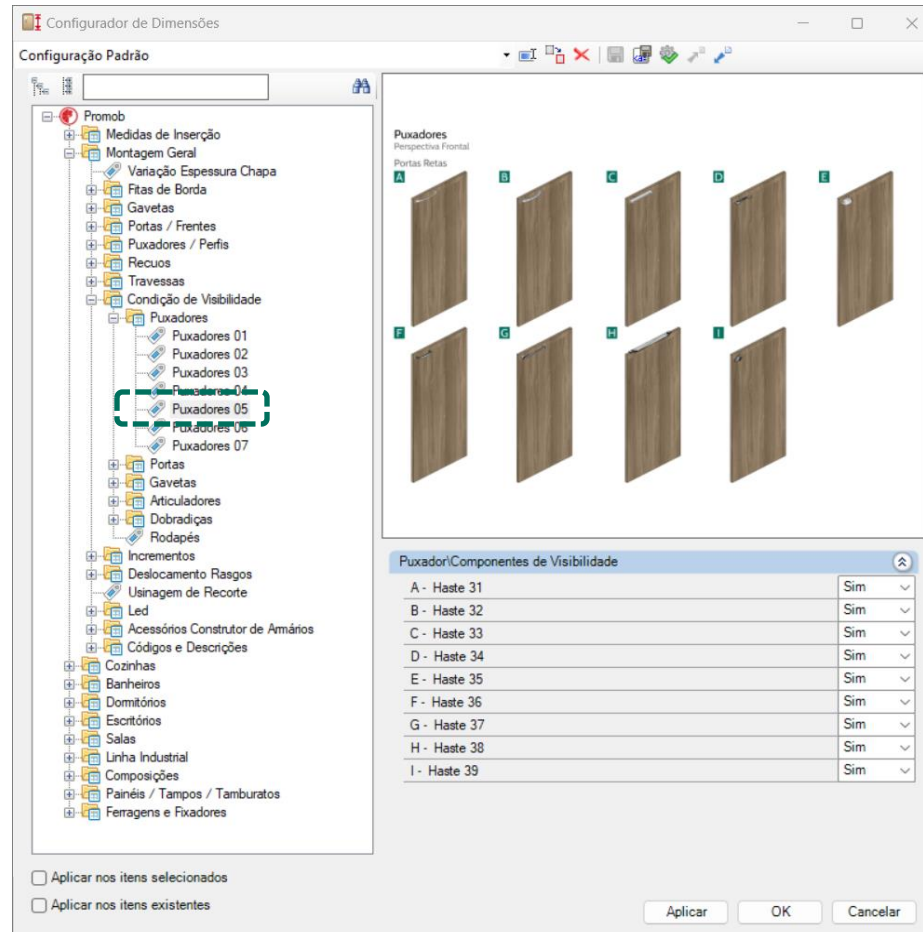 Configurador de Dimensões
Configuração Padrão
Promob
Medidas de Inserção
Montagem Geral
Variação Espessura Chapa
Fitas de Borda
Gavetas
Portas / Frentes
Puxadores / Perfis
Recuos
Travessas
Condição de Visibilidade
Puxadores
Puxadores 01
Puxadores 02
Puxadores 03
Puxadores 04
Puxadores 05
Puxadores 06
Puxadores 07
Portas
Gavetas
Articuladores
Dobradiças
Rodapés
Incrementos
Deslocamento Rasgos
Usinagem de Recorte
Led
Acessórios Construtor de Armários
Códigos e Descrições
Cozinhas
Banheiros
Dormitórios
Escritórios
Salas
Linha Industrial
Composições
Painéis / Tampos / Tamburatos
Ferragens e Fixadores
Aplicar nos itens selecionados
Aplicar nos itens existentes
Puxadores
Perspectiva Frontal
Portas Retas
A B C D E
F G H I
Puxador\Componentes de Visibilidade
A - Haste 31 Sim
B - Haste 32 Sim
C - Haste 33 Sim
D - Haste 34 Sim
E - Haste 35 Sim
F - Haste 36 Sim
G - Haste 37 Sim
H - Haste 38 Sim
I - Haste 39 Sim
Aplicar OK Cancelar